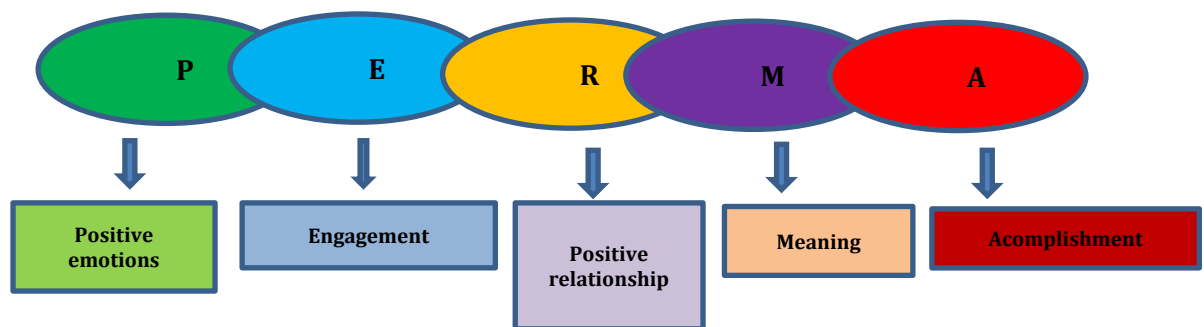 P
E
R
M
A
Positive
emotions
Engagement
Positive
relationship
Meaning
Acomplishment